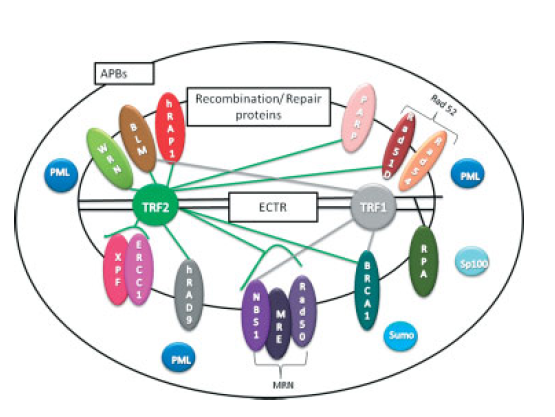 APBs
Recombination/ Repair
proteins
Rad 52
WRN
BLM
hRAP1
PARP
Rad51D
Rad54
PML
PML
TRF2
ECTR
TRF1
XPF
ERCC1
hRAD9
NBS1
MRE
Rad50
BRCA1
RPA
Sp100
Sumo
PML
MRN